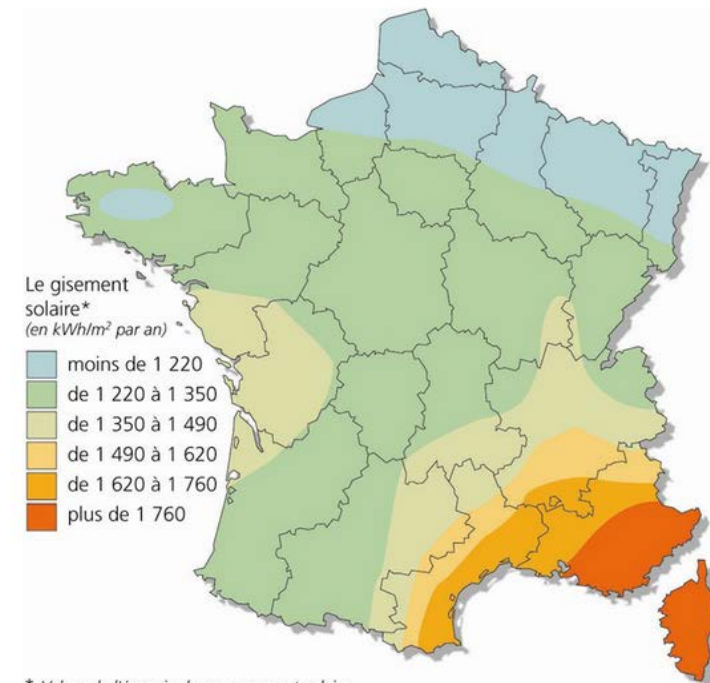 Le gisement
solaire*
(en kWh/m² par an)
moins de 1 220
de 1 220 à 1 350
de 1 350 à 1 490
de 1 490 à 1 620
de 1 620 à 1 760
plus de 1 760
*